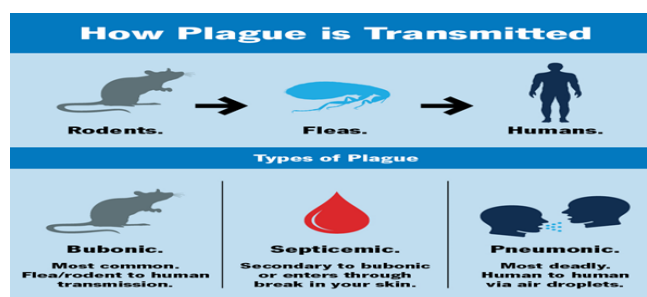 How Plague is Transmitted
Rodents.
Fleas.
Humans.
Types of Plague
Bubonic.
Most common.
Flea/rodent to human
transmission.
Septicemic.
Secondary to bubonic
or enters through
break in your skin.
Pneumonic.
Most deadly.
Human to human
via air droplets.